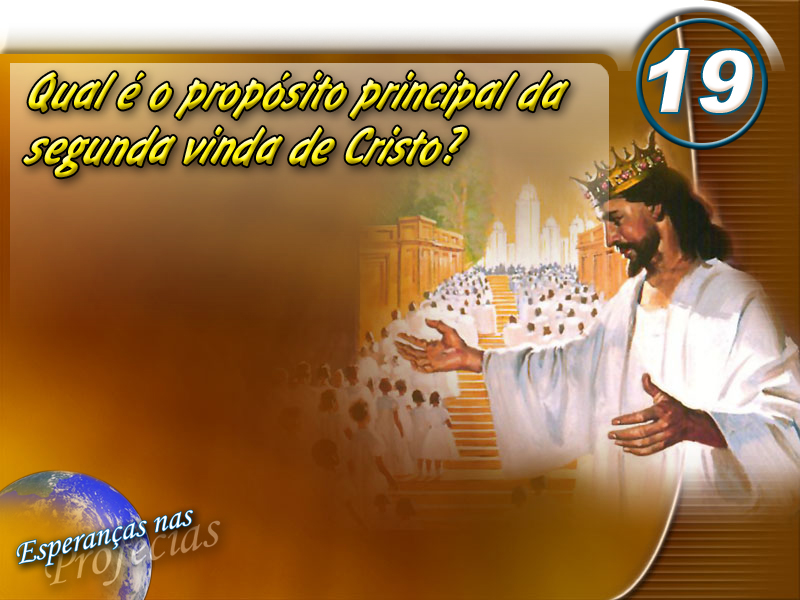 19
Qual é o propósito principal da
segunda vinda de Cristo?
Esperanças nas
Profecias